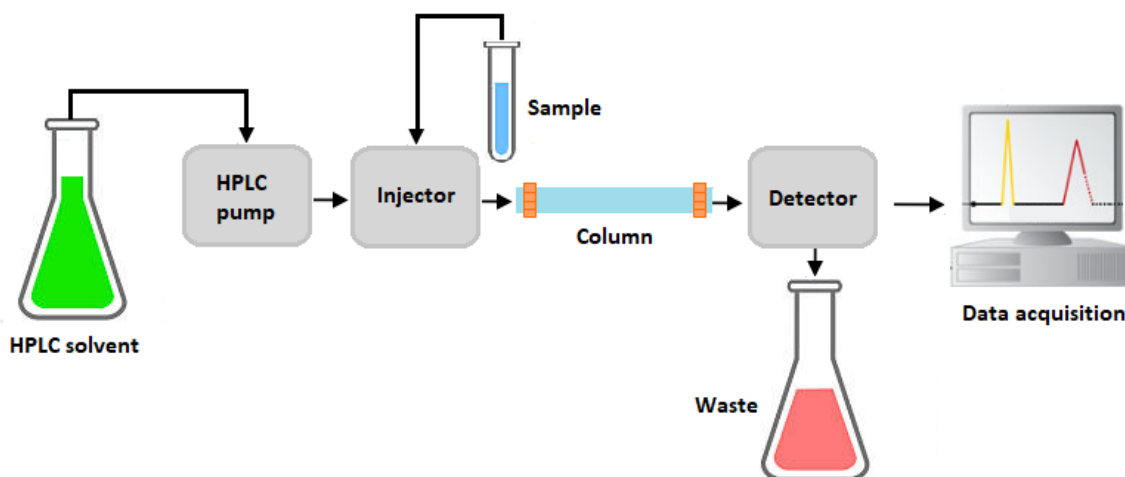 Sample
HPLC
pump
Injector
Detector
Column
HPLC solvent
Data acquisition
Waste